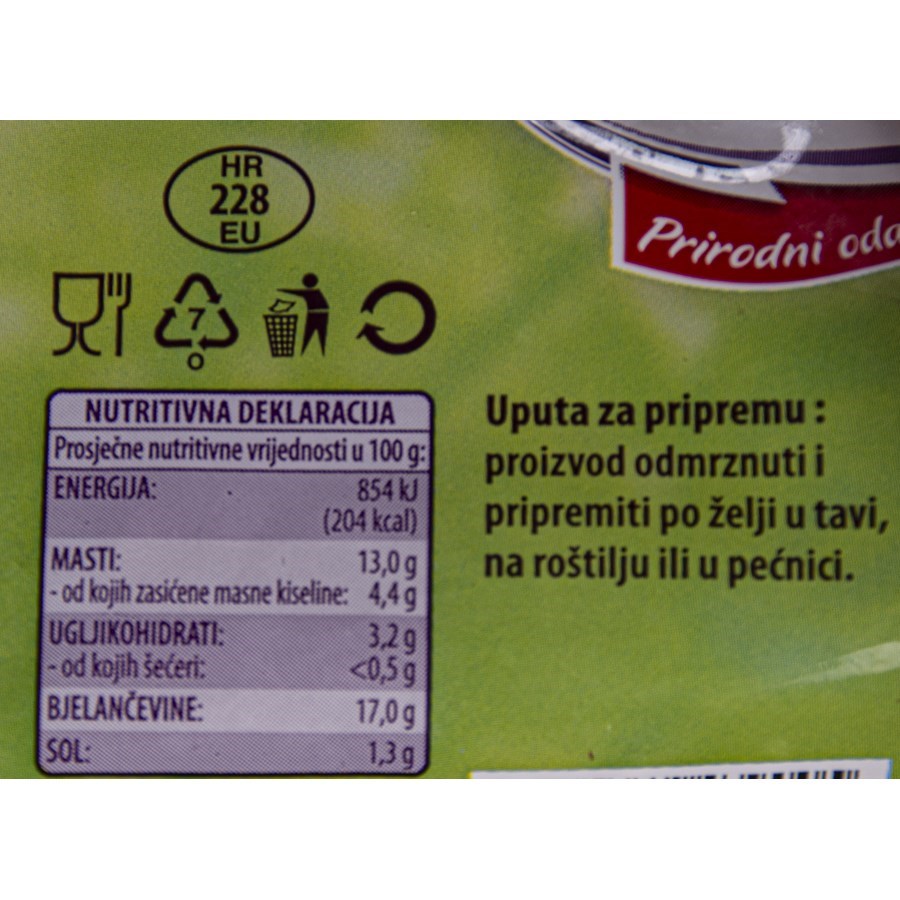 HR
228
EU
Prirodni
7
O
NUTRITIVNA DEKLARACIJA
Prosječne nutritivne vrijednosti u 100 g:
ENERGIJA: 854 kJ
(204 kcal)
MASTI: 13,0 g
- od kojih zasićene masne kiseline: 4,4 g
UGLJIKOHIDRATI: 3,2 g
- od kojih šećeri: <0,5 g
BJELANČEVINE: 17,0 g
SOL: 1,3 g
Uputa za pripremu :
proizvod odmrznuti i
pripremiti po želji u tavi,
na roštilju ili u pećnici.